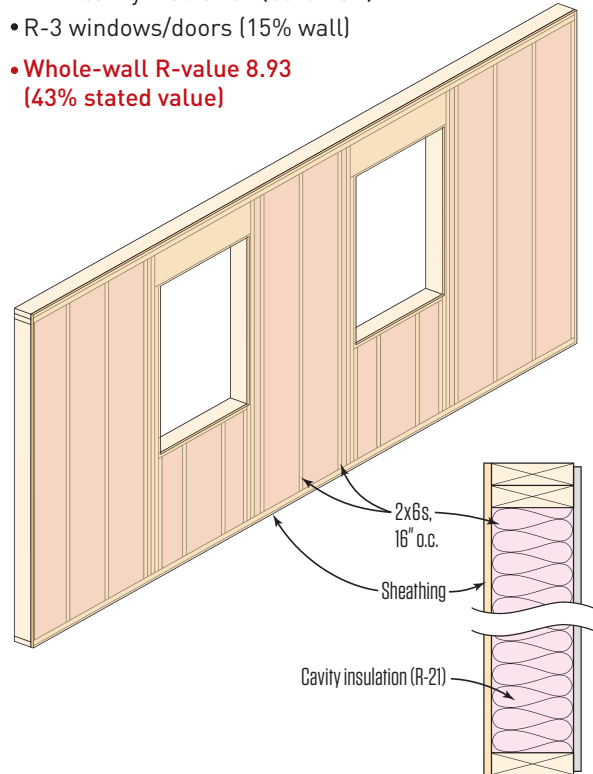 • R-3 windows/doors (15% wall)
• Whole-wall R-value 8.93
(43% stated value)
2x6s,
16" o.c.
Sheathing
Cavity insulation (R-21)